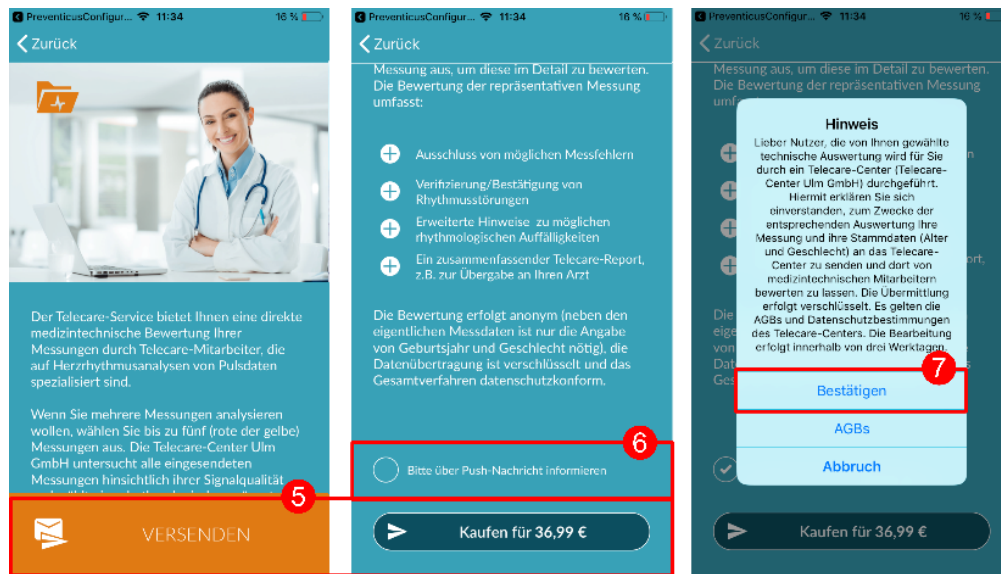 PreventicusConfigur... 11:34 16 %
Zurück
Der Telecare-Service bietet Ihnen eine direkte
medizintechnische Bewertung Ihrer
Messungen durch Telecare-Mitarbeiter, die
auf Herzrhythmusanalysen von Pulsdaten
spezialisiert sind.
Wenn Sie mehrere Messungen analysieren
wollen, wählen Sie bis zu fünf (rote der gelbe)
Messungen aus. Die Telecare-Center Ulm
GmbH untersucht alle eingesendeten
Messungen hinsichtlich ihrer Signalqualität
5
VERSENDEN
PreventicusConfigur... 11:34 16 %
Zurück
Messung aus, um diese im Detail zu bewerten.
Die Bewertung der repräsentativen Messung
umfasst:
Ausschluss von möglichen Messfehlern
Verifizierung/Bestätigung von
Rhythmusstörungen
Erweiterte Hinweise zu möglichen
rhythmologischen Auffälligkeiten
Ein zusammenfassender Telecare-Report,
z.B. zur Übergabe an Ihren Arzt
Die Bewertung erfolgt anonym (neben den
eigentlichen Messdaten ist nur die Angabe
von Geburtsjahr und Geschlecht nötig), die
Datenübertragung ist verschlüsselt und das
Gesamtverfahren datenschutzkonform.
6
Bitte über Push-Nachricht informieren
Kaufen für 36,99 €
PreventicusConfigur... 11:34 16 %
Zurück
Messung aus, um diese im Detail zu bewerten.
Die Bewertung der repräsentativen Messung
Hinweis
Lieber Nutzer, die von Ihnen gewählte
technische Auswertung wird für Sie
durch ein Telecare-Center (Telecare-
Center Ulm GmbH) durchgeführt.
Hiermit erklären Sie sich
einverstanden, zum Zwecke der
entsprechenden Auswertung Ihre
Messung und ihre Stammdaten (Alter
und Geschlecht) an das Telecare-
Center zu senden und dort von
medizintechnischen Mitarbeitern
bewerten zu lassen. Die Übermittlung
erfolgt verschlüsselt. Es gelten die
AGBs und Datenschutzbestimmungen
des Telecare-Centers. Die Bearbeitung
erfolgt innerhalb von drei Werktagen.
7
Bestätigen
AGBs
Abbruch
Kaufen für 36,99 €